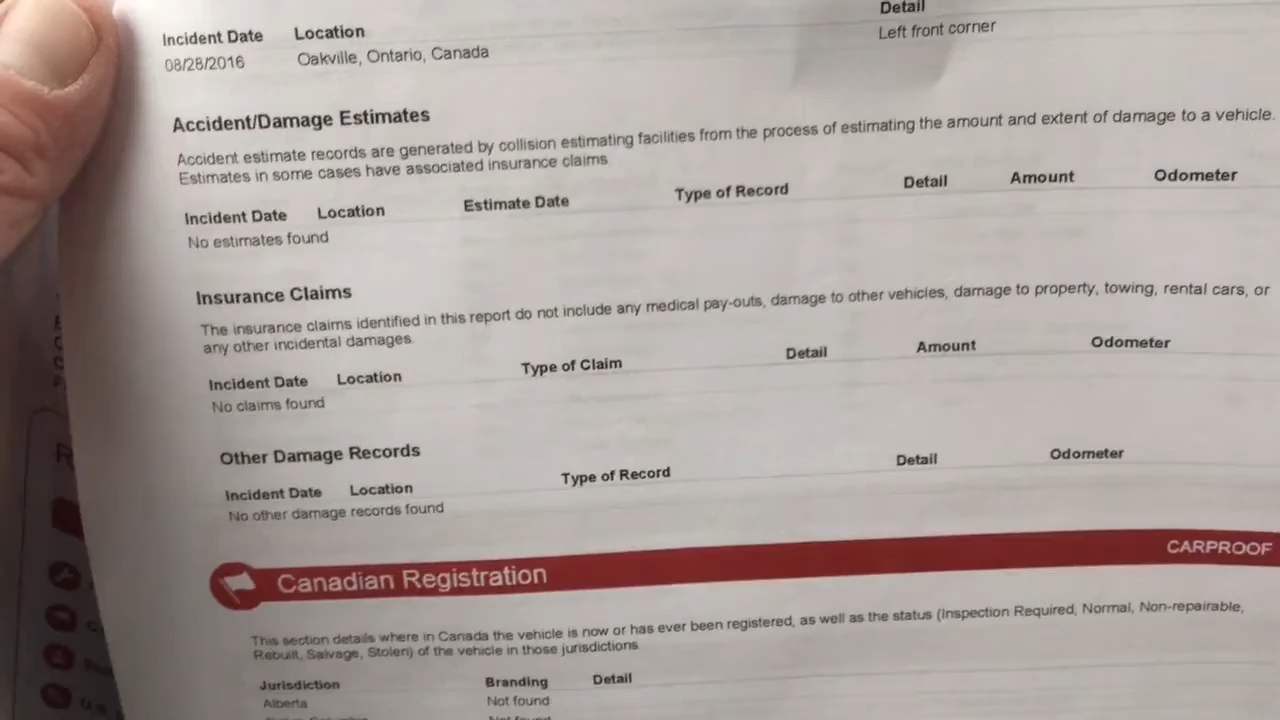 Detail
Incident Date Location
Left front corner
08/28/2016 Oakville, Ontario, Canada
Accident/Damage Estimates
Accident estimate records are generated by collision estimating facilities from the process of estimating the amount and extent of damage to a vehicle.
Estimates in some cases have associated insurance claims
Incident Date Location Estimate Date Type of Record Detail Amount Odometer
No estimates found
Insurance Claims
The insurance claims identified in this report do not include any medical pay-outs, damage to other vehicles, damage to property, towing, rental cars, or
any other incidental damages.
Incident Date Location Type of Claim Detail Amount Odometer
No claims found
Other Damage Records
Incident Date Location Type of Record Detail Odometer
No other damage records found
Canadian Registration CARPROOF
This section details where in Canada the vehicle is now or has ever been registered, as well as the status (Inspection Required, Normal, Non-repairable,
Rebuilt, Salvage, Stolen) of the vehicle in those jurisdictions
Jurisdiction Branding Detail
Alberta Not found